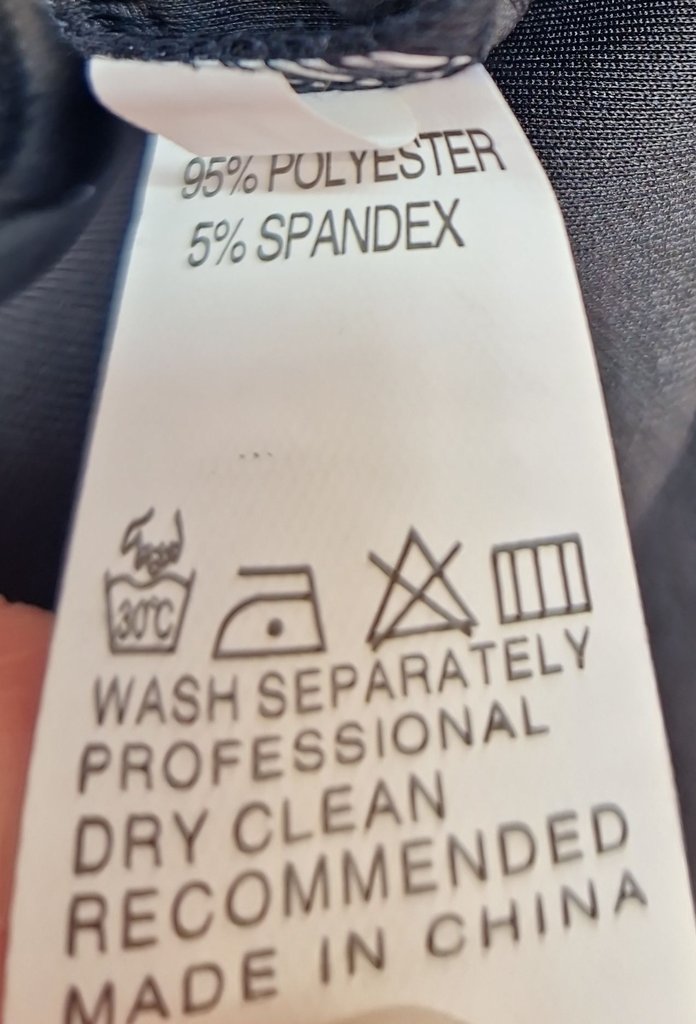 95% POLYESTER
5% SPANDEX
30°C
WASH SEPARATELY
PROFESSIONAL
DRY CLEAN
RECOMMENDED
MADE IN CHINA